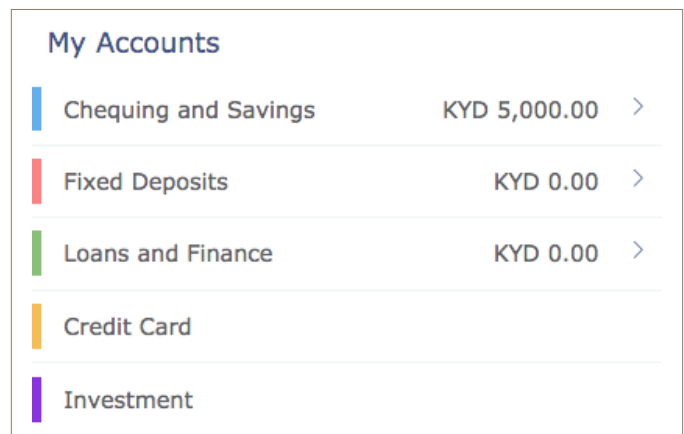 My Accounts
Chequing and Savings KYD 5,000.00
Fixed Deposits KYD 0.00
Loans and Finance KYD 0.00
Credit Card
Investment